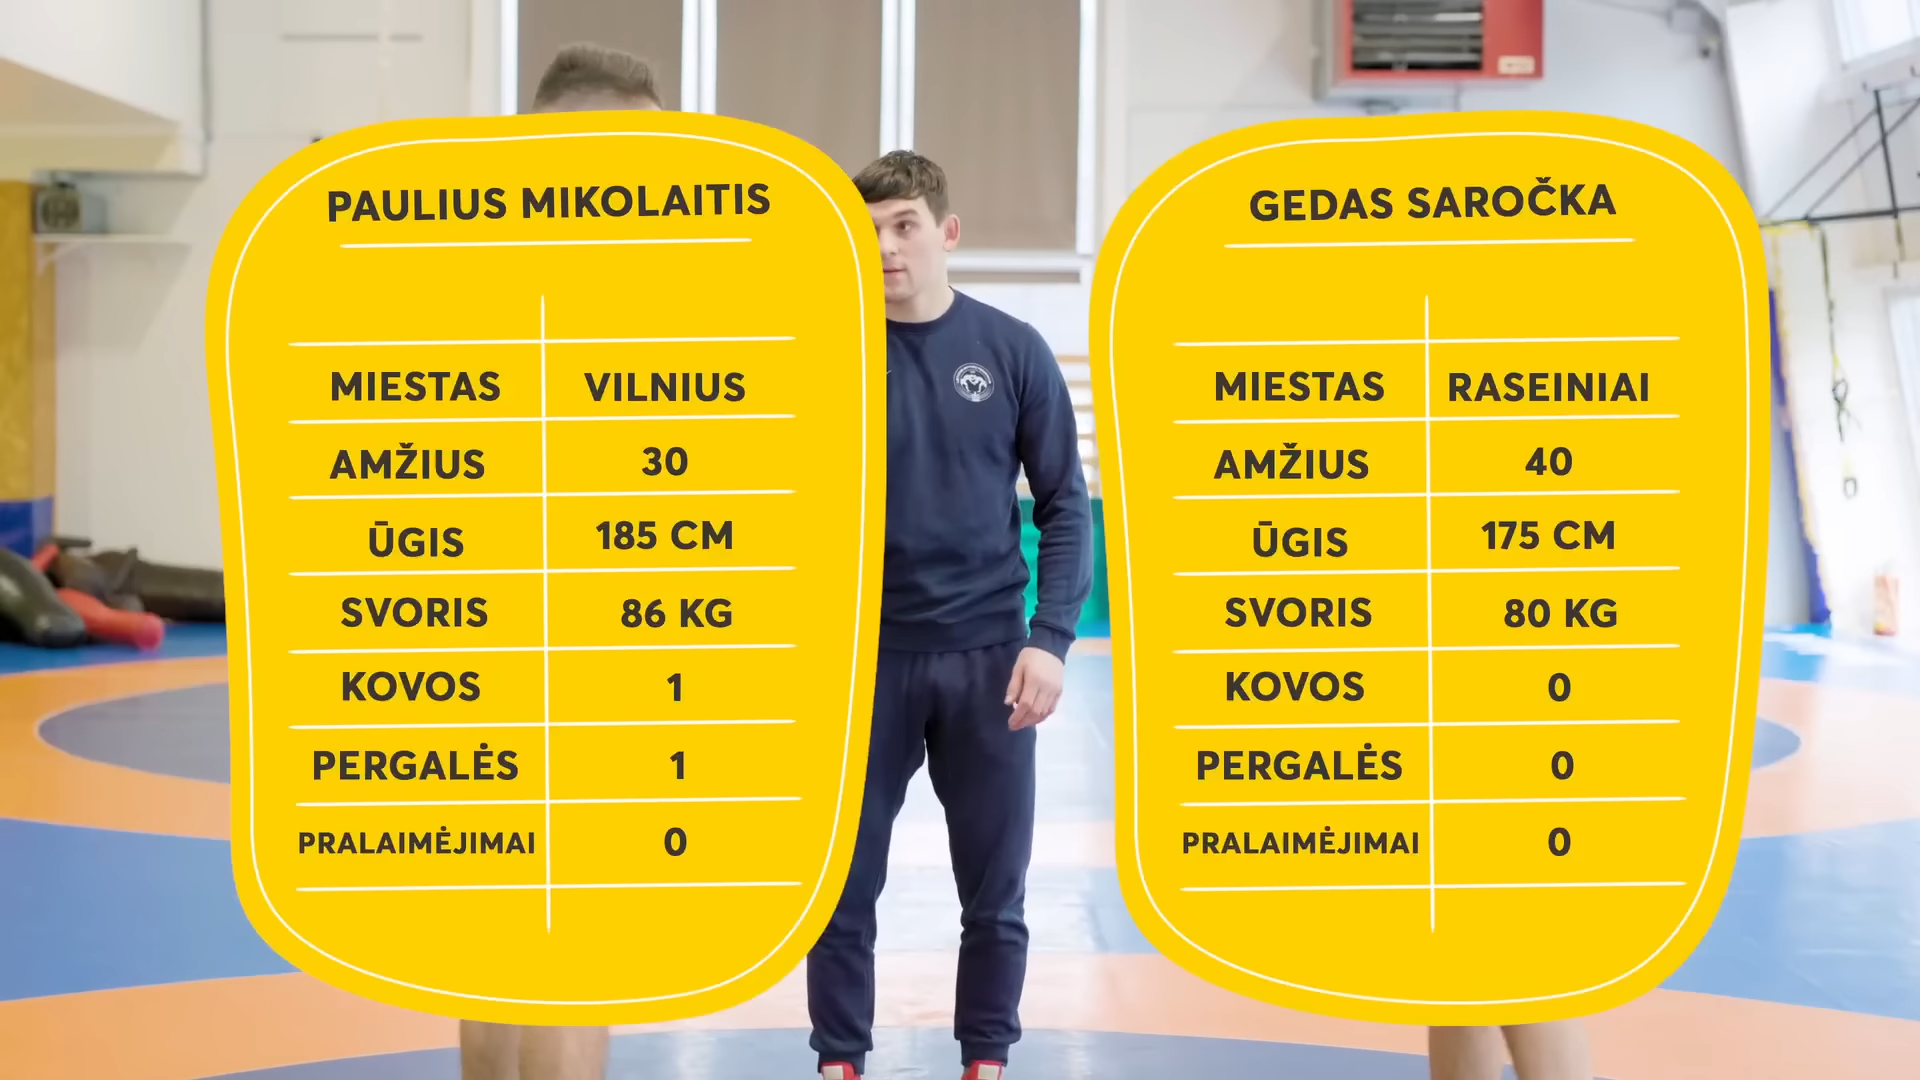 PAULIUS MIKOLAITIS
MIESTAS VILNIUS
AMŽIUS 30
ŪGIS 185 CM
SVORIS 86 KG
KOVOS 1
PERGALĖS 1
PRALAIMĖJIMAI 0
GEDAS SAROČKA
MIESTAS RASEINIAI
AMŽIUS 40
ŪGIS 175 CM
SVORIS 80 KG
KOVOS 0
PERGALĖS 0
PRALAIMĖJIMAI 0